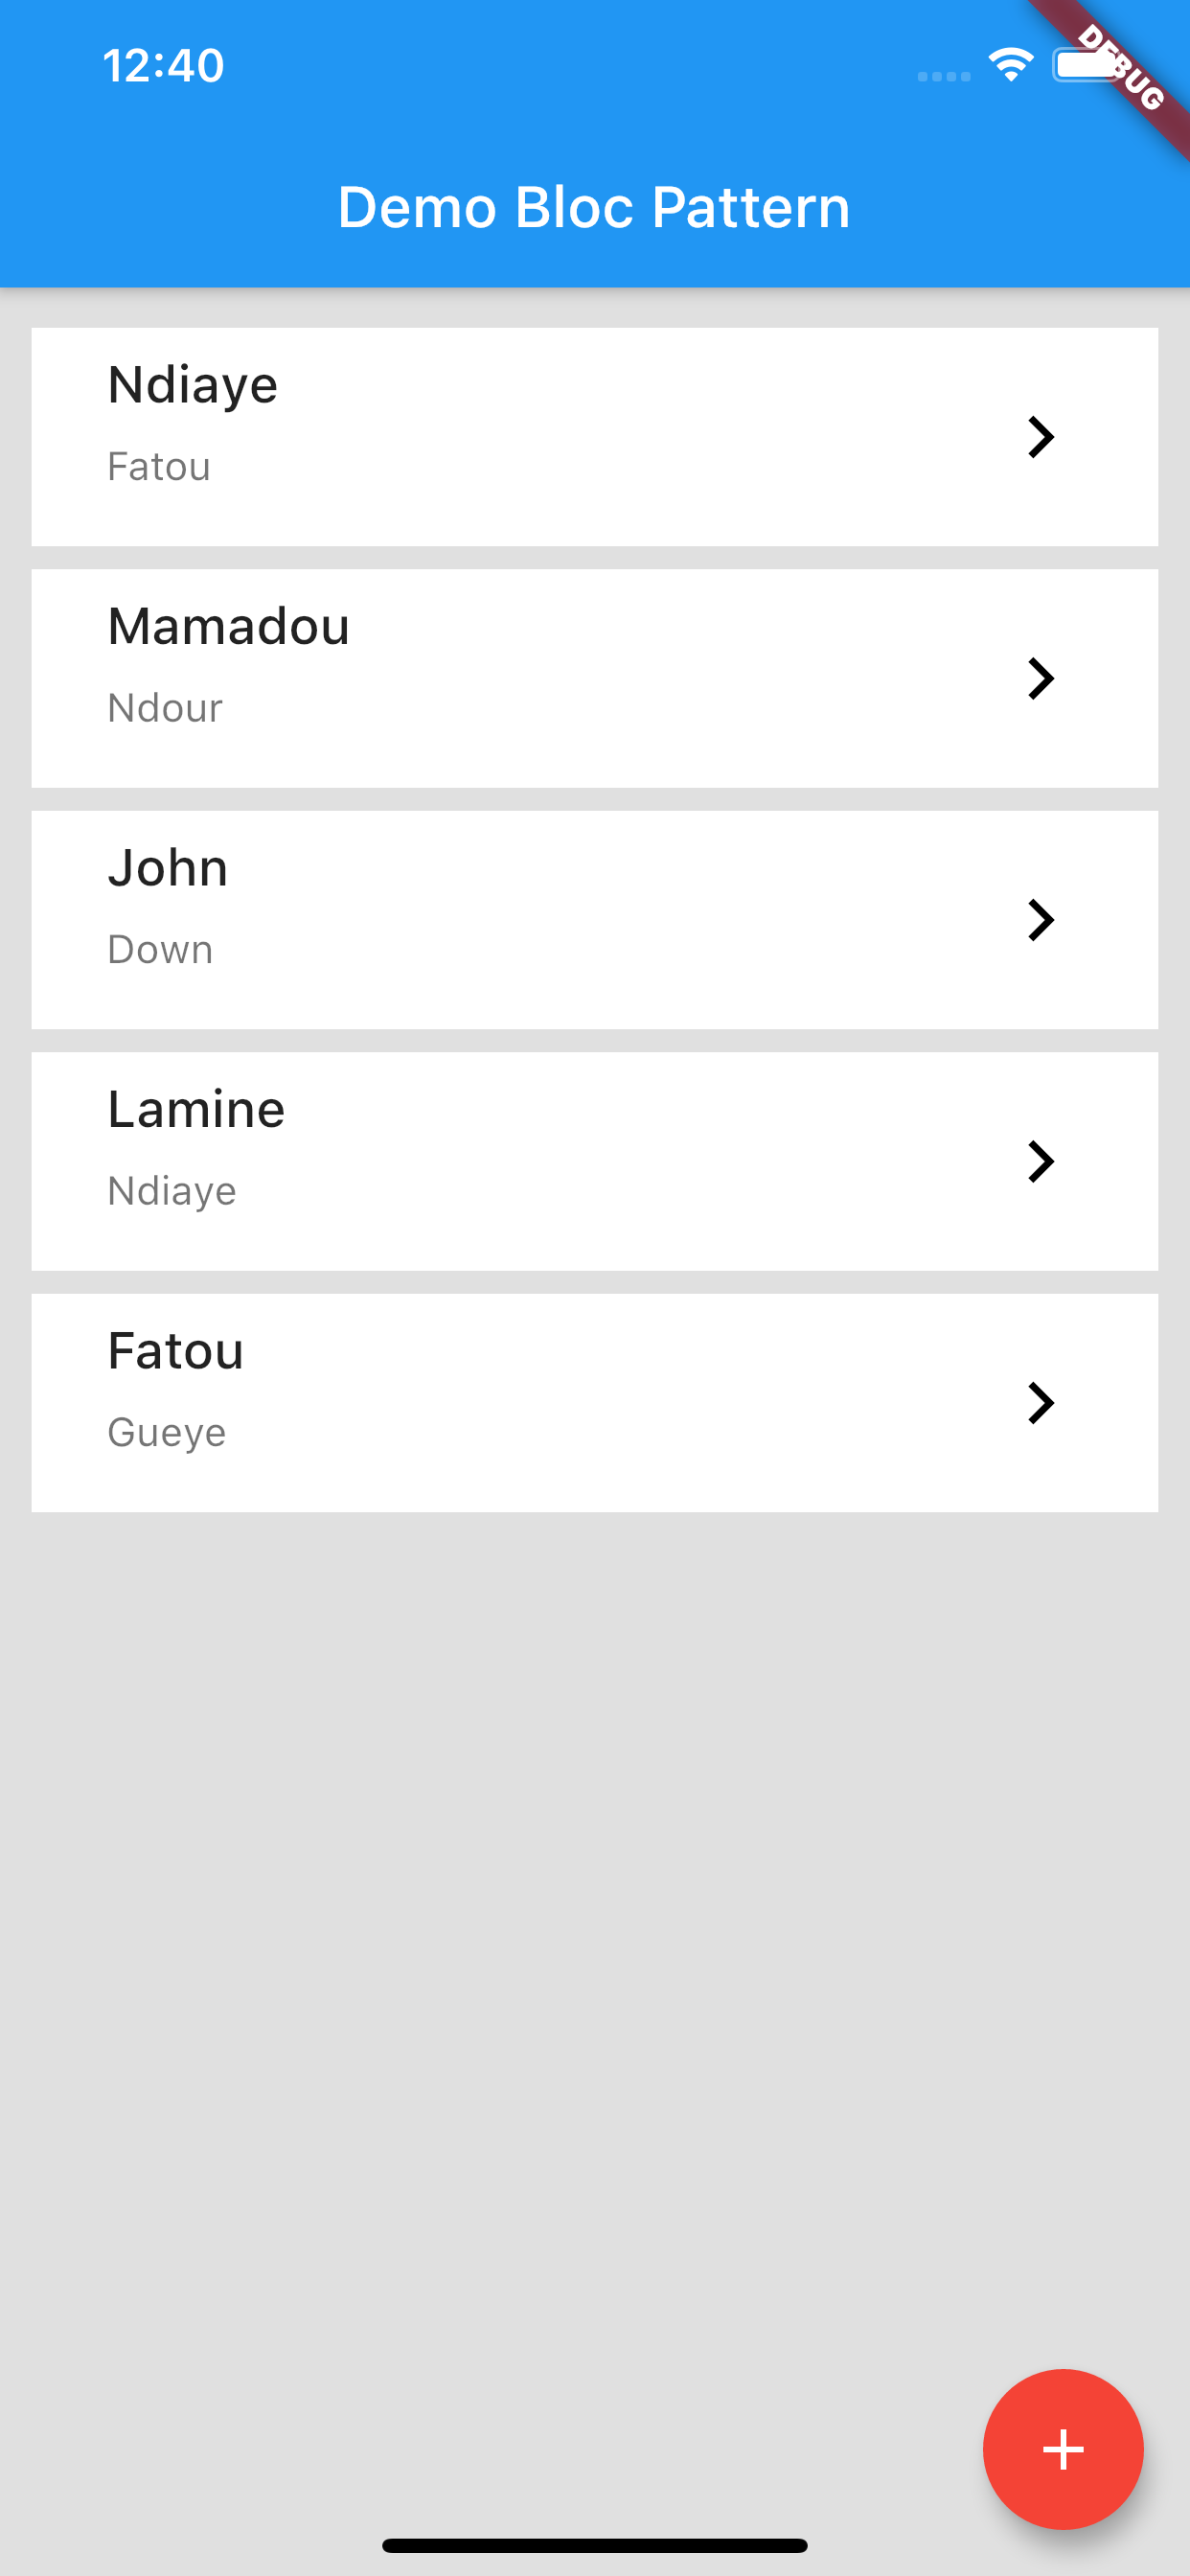 12:40
DEBUG
Demo Bloc Pattern
Ndiaye
Fatou
Mamadou
Ndour
John
Down
Lamine
Ndiaye
Fatou
Gueye